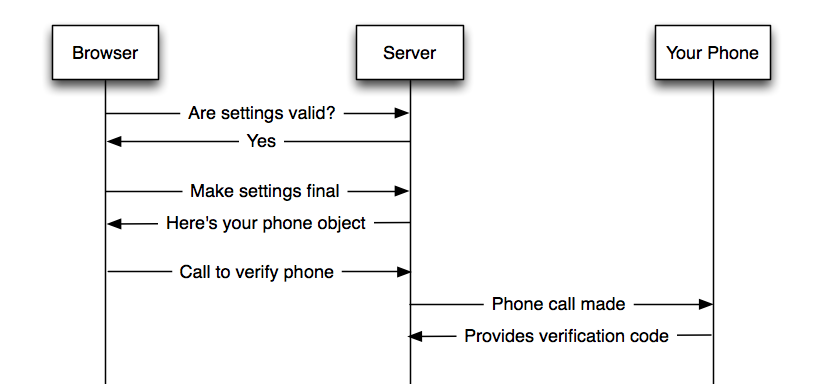 Browser
Server
Your Phone
Are settings valid?
Yes
Make settings final
Here's your phone object
Call to verify phone
Phone call made
Provides verification code